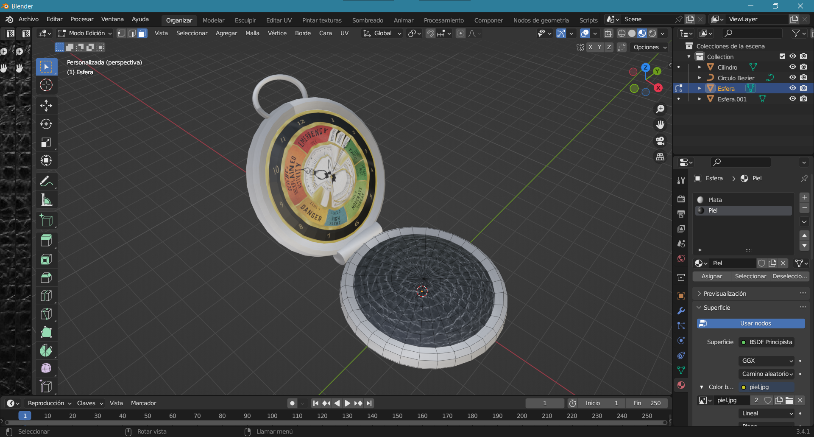 Blender
Archivo Editar Procesar Ventana Ayuda
Organizar Modelar Esculpir Editar UV Pintar texturas Sombreado Animar Procesamiento Componer Nodos de geometría Scripts
Scene
ViewLayer
Modo Edición
Vista Seleccionar Agregar Malla Vértice Borde Cara UV
Global
X Y Z
Opciones
Personalizada (perspectiva)
(1) Esfera
Z
Y
X
DANGER
Colecciones de la escena
Collection
Cilindro
Círculo Bezier
Esfera
Esfera.001
Esfera > Piel
Plata
Piel
Piel
Asignar Seleccionar Deseleccio...
Previsualización
Superficie
Usar nodos
Superficie BSDF Principista
GGX
Camino aleatorio
Color b... piel.jpg
piel.jpg 2
Lineal
Reproducción Claves Vista Marcador
1
Inicio 1
Fin 250
1 10 20 30 40 50 60 70 80 90 100 110 120 130 140 150 160 170 180 190 200 210 220 230 240 250
Seleccionar
Rotar vista
Llamar menú
3.4.1